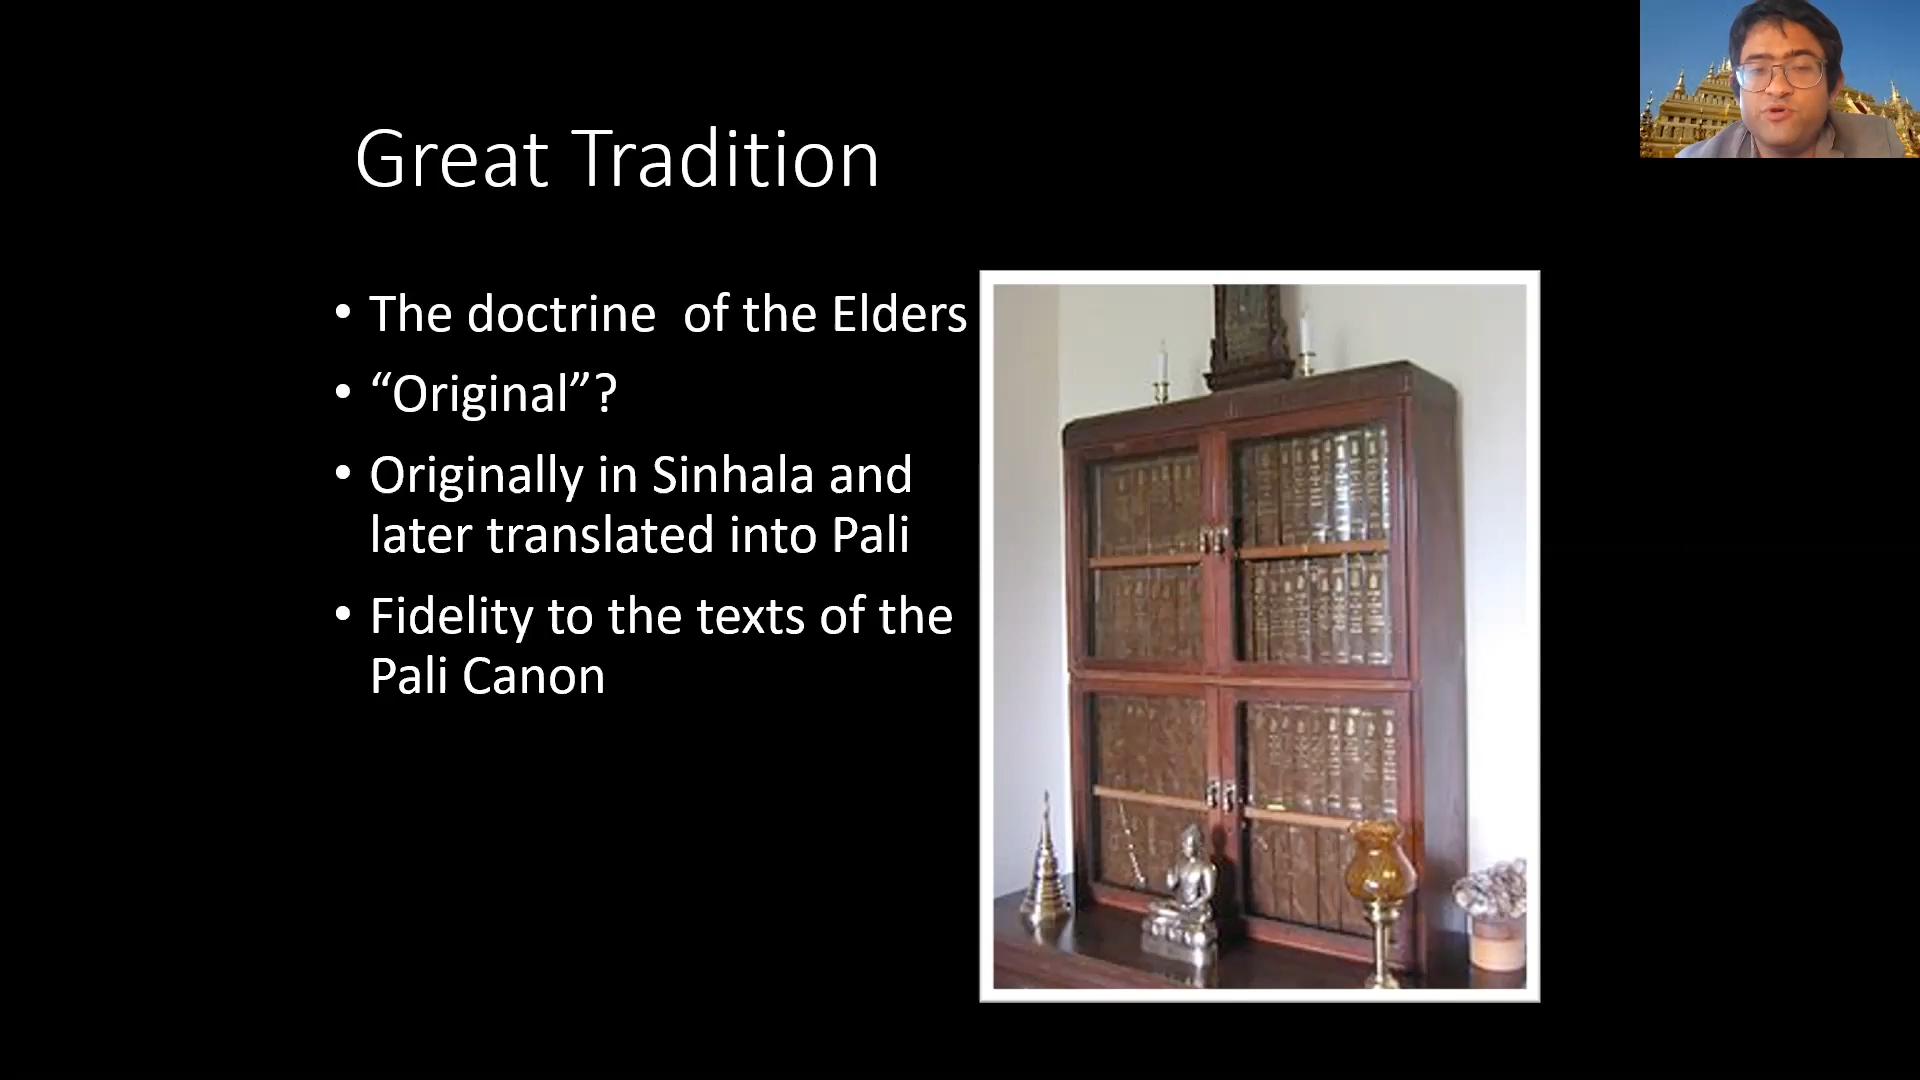 Great Tradition
• The doctrine  of the Elders
• “Original”?
• Originally in Sinhala and
later translated into Pali
• Fidelity to the texts of the
Pali Canon